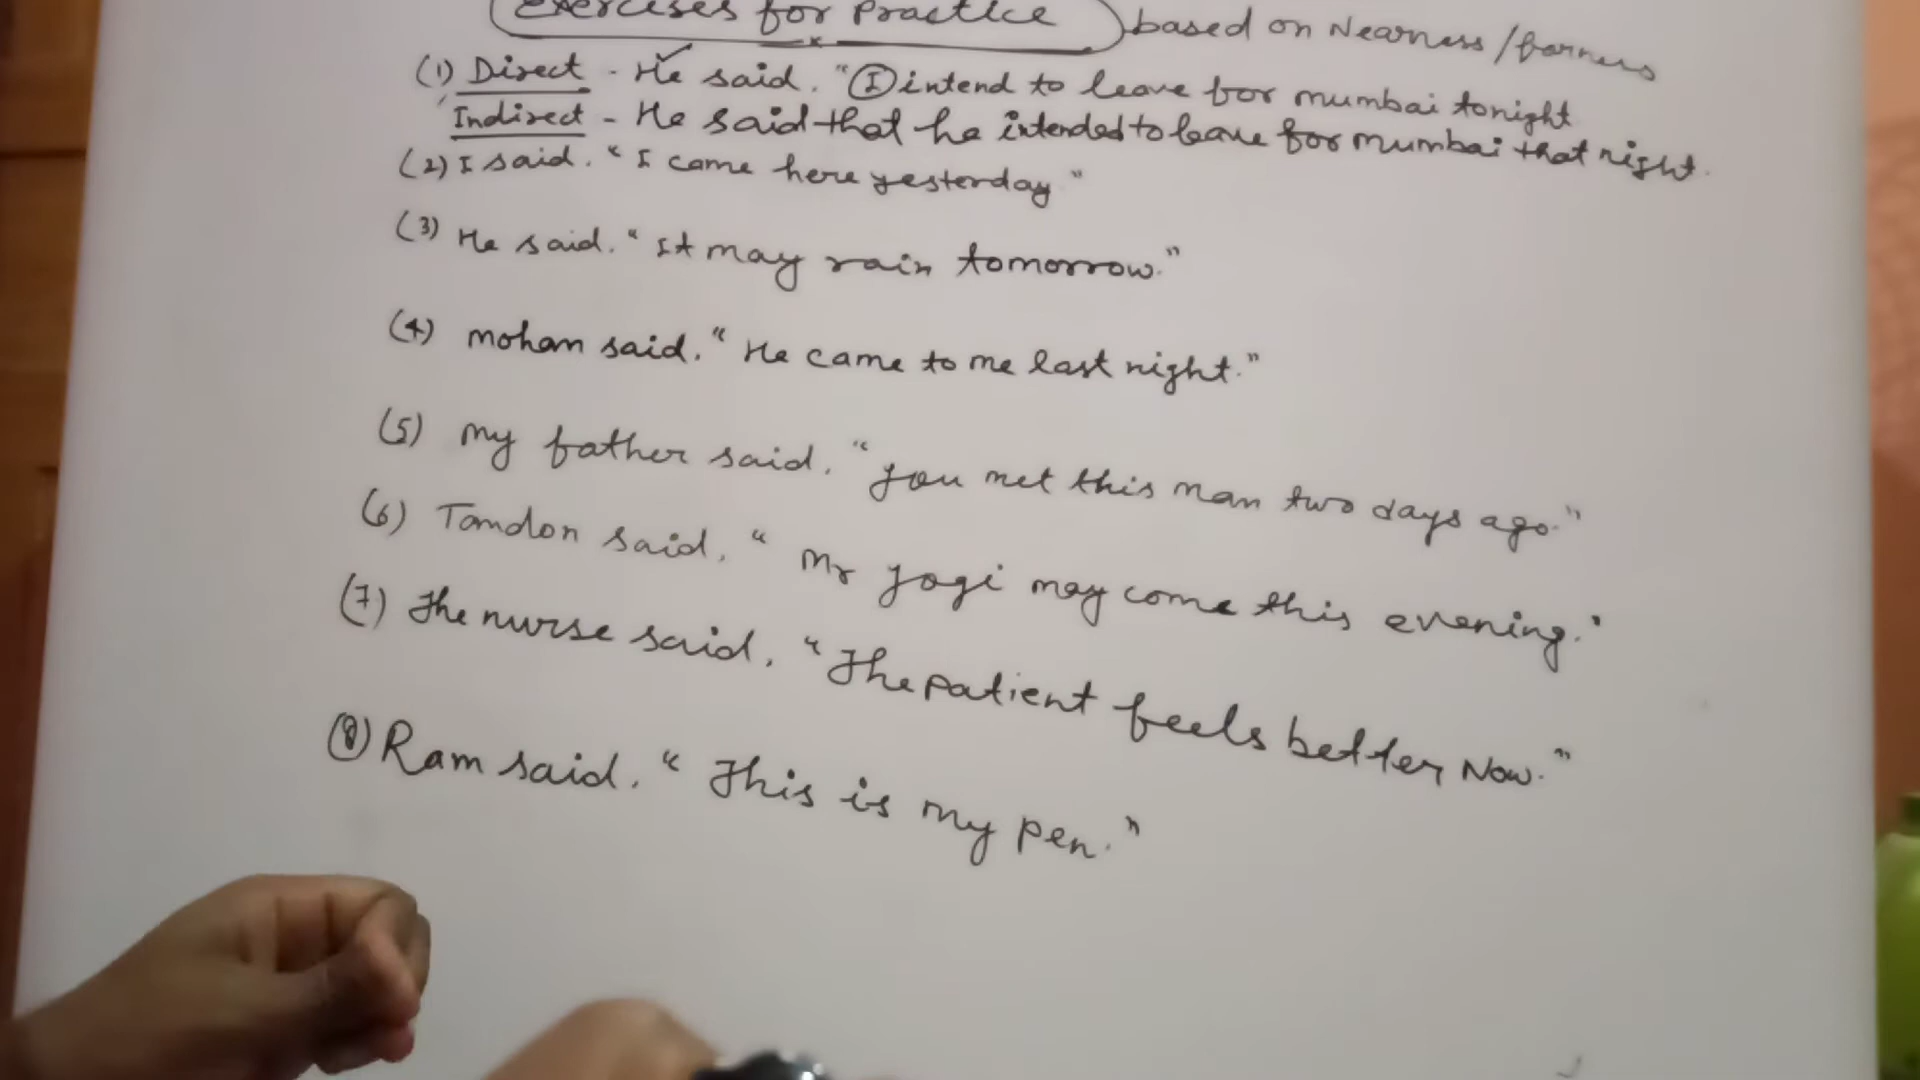 Exercises for Practice based on Nearness/farness
(1) Direct - He said. "I intend to leave for mumbai tonight
Indirect - He said that he intended to leave for mumbai that night.
(2) I said. "I came here yesterday"
(3) He said. "It may rain tomorrow."
(4) mohan said. "He came to me last night."
(5) my father said. "you met this man two days ago."
(6) Tandon said. "Mr yogi may come this evening."
(7) The nurse said. "The patient feels better Now."
(8) Ram said. "This is my pen."